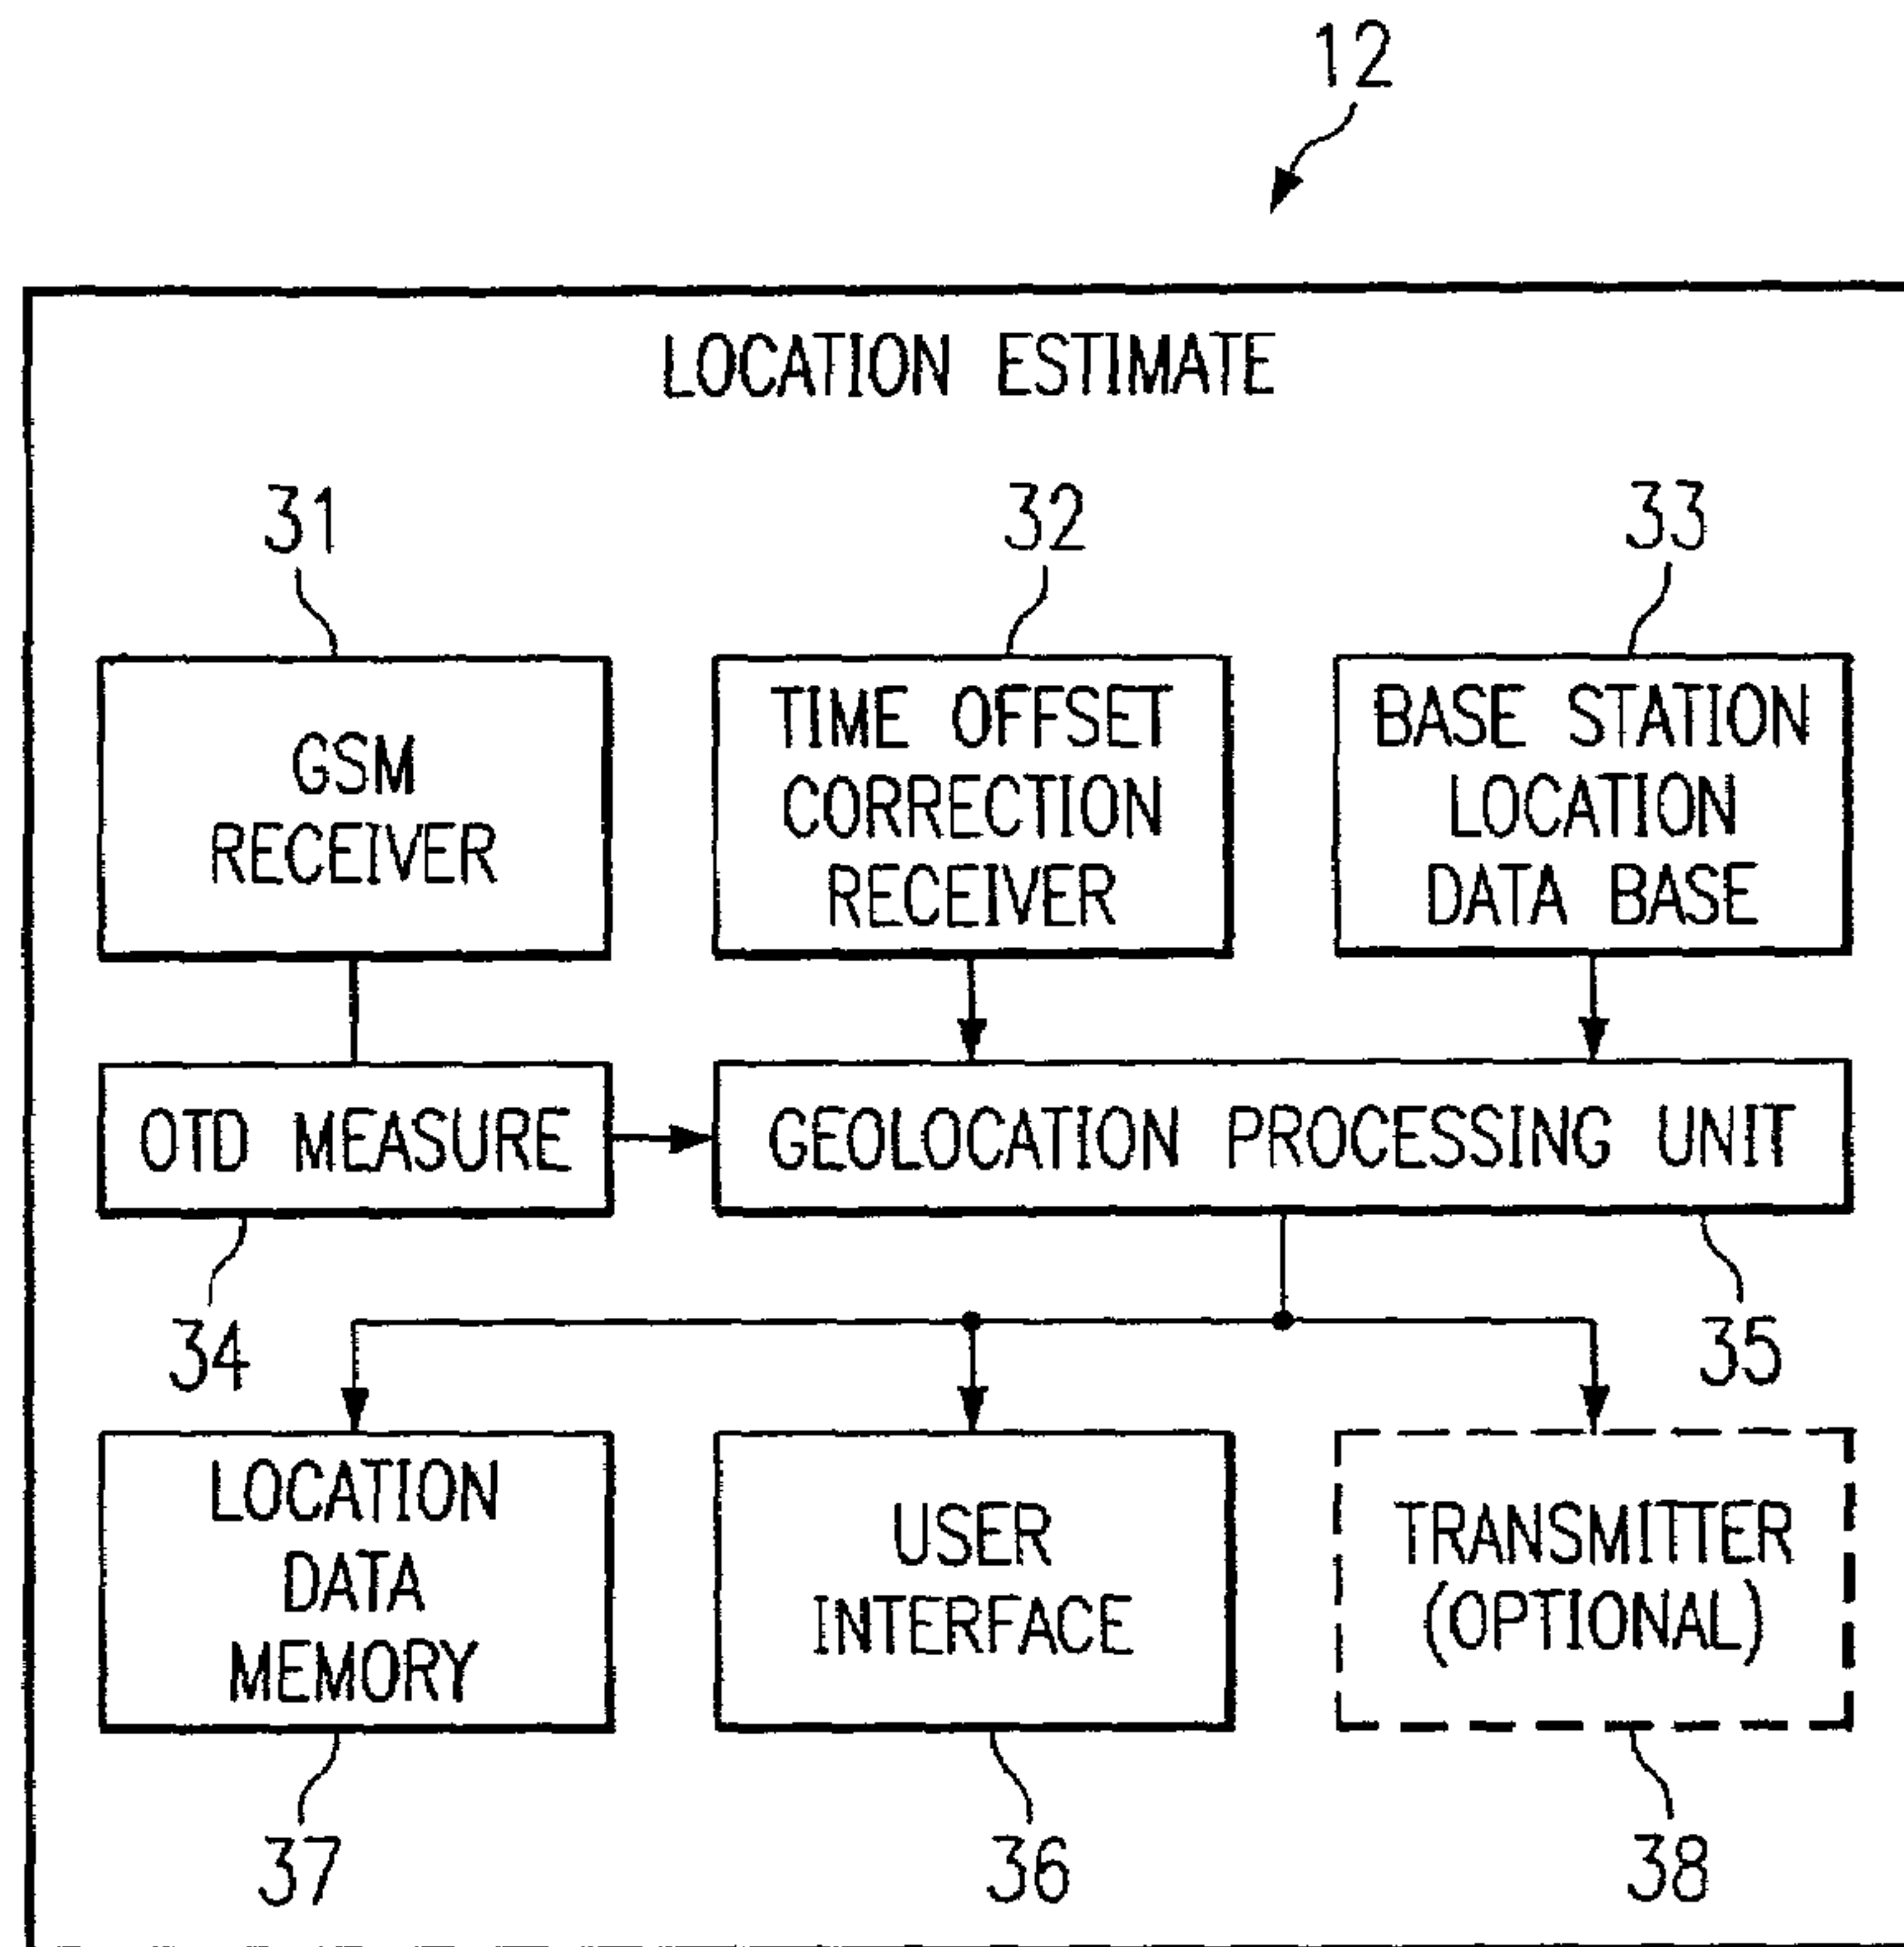 12
LOCATION ESTIMATE
31
32
33
GSM
RECEIVER
TIME OFFSET
CORRECTION
RECEIVER
BASE STATION
LOCATION
DATA BASE
OTD MEASURE
GEOLOCATION PROCESSING UNIT
34
35
LOCATION
DATA
MEMORY
USER
INTERFACE
TRANSMITTER
(OPTIONAL)
37
36
38